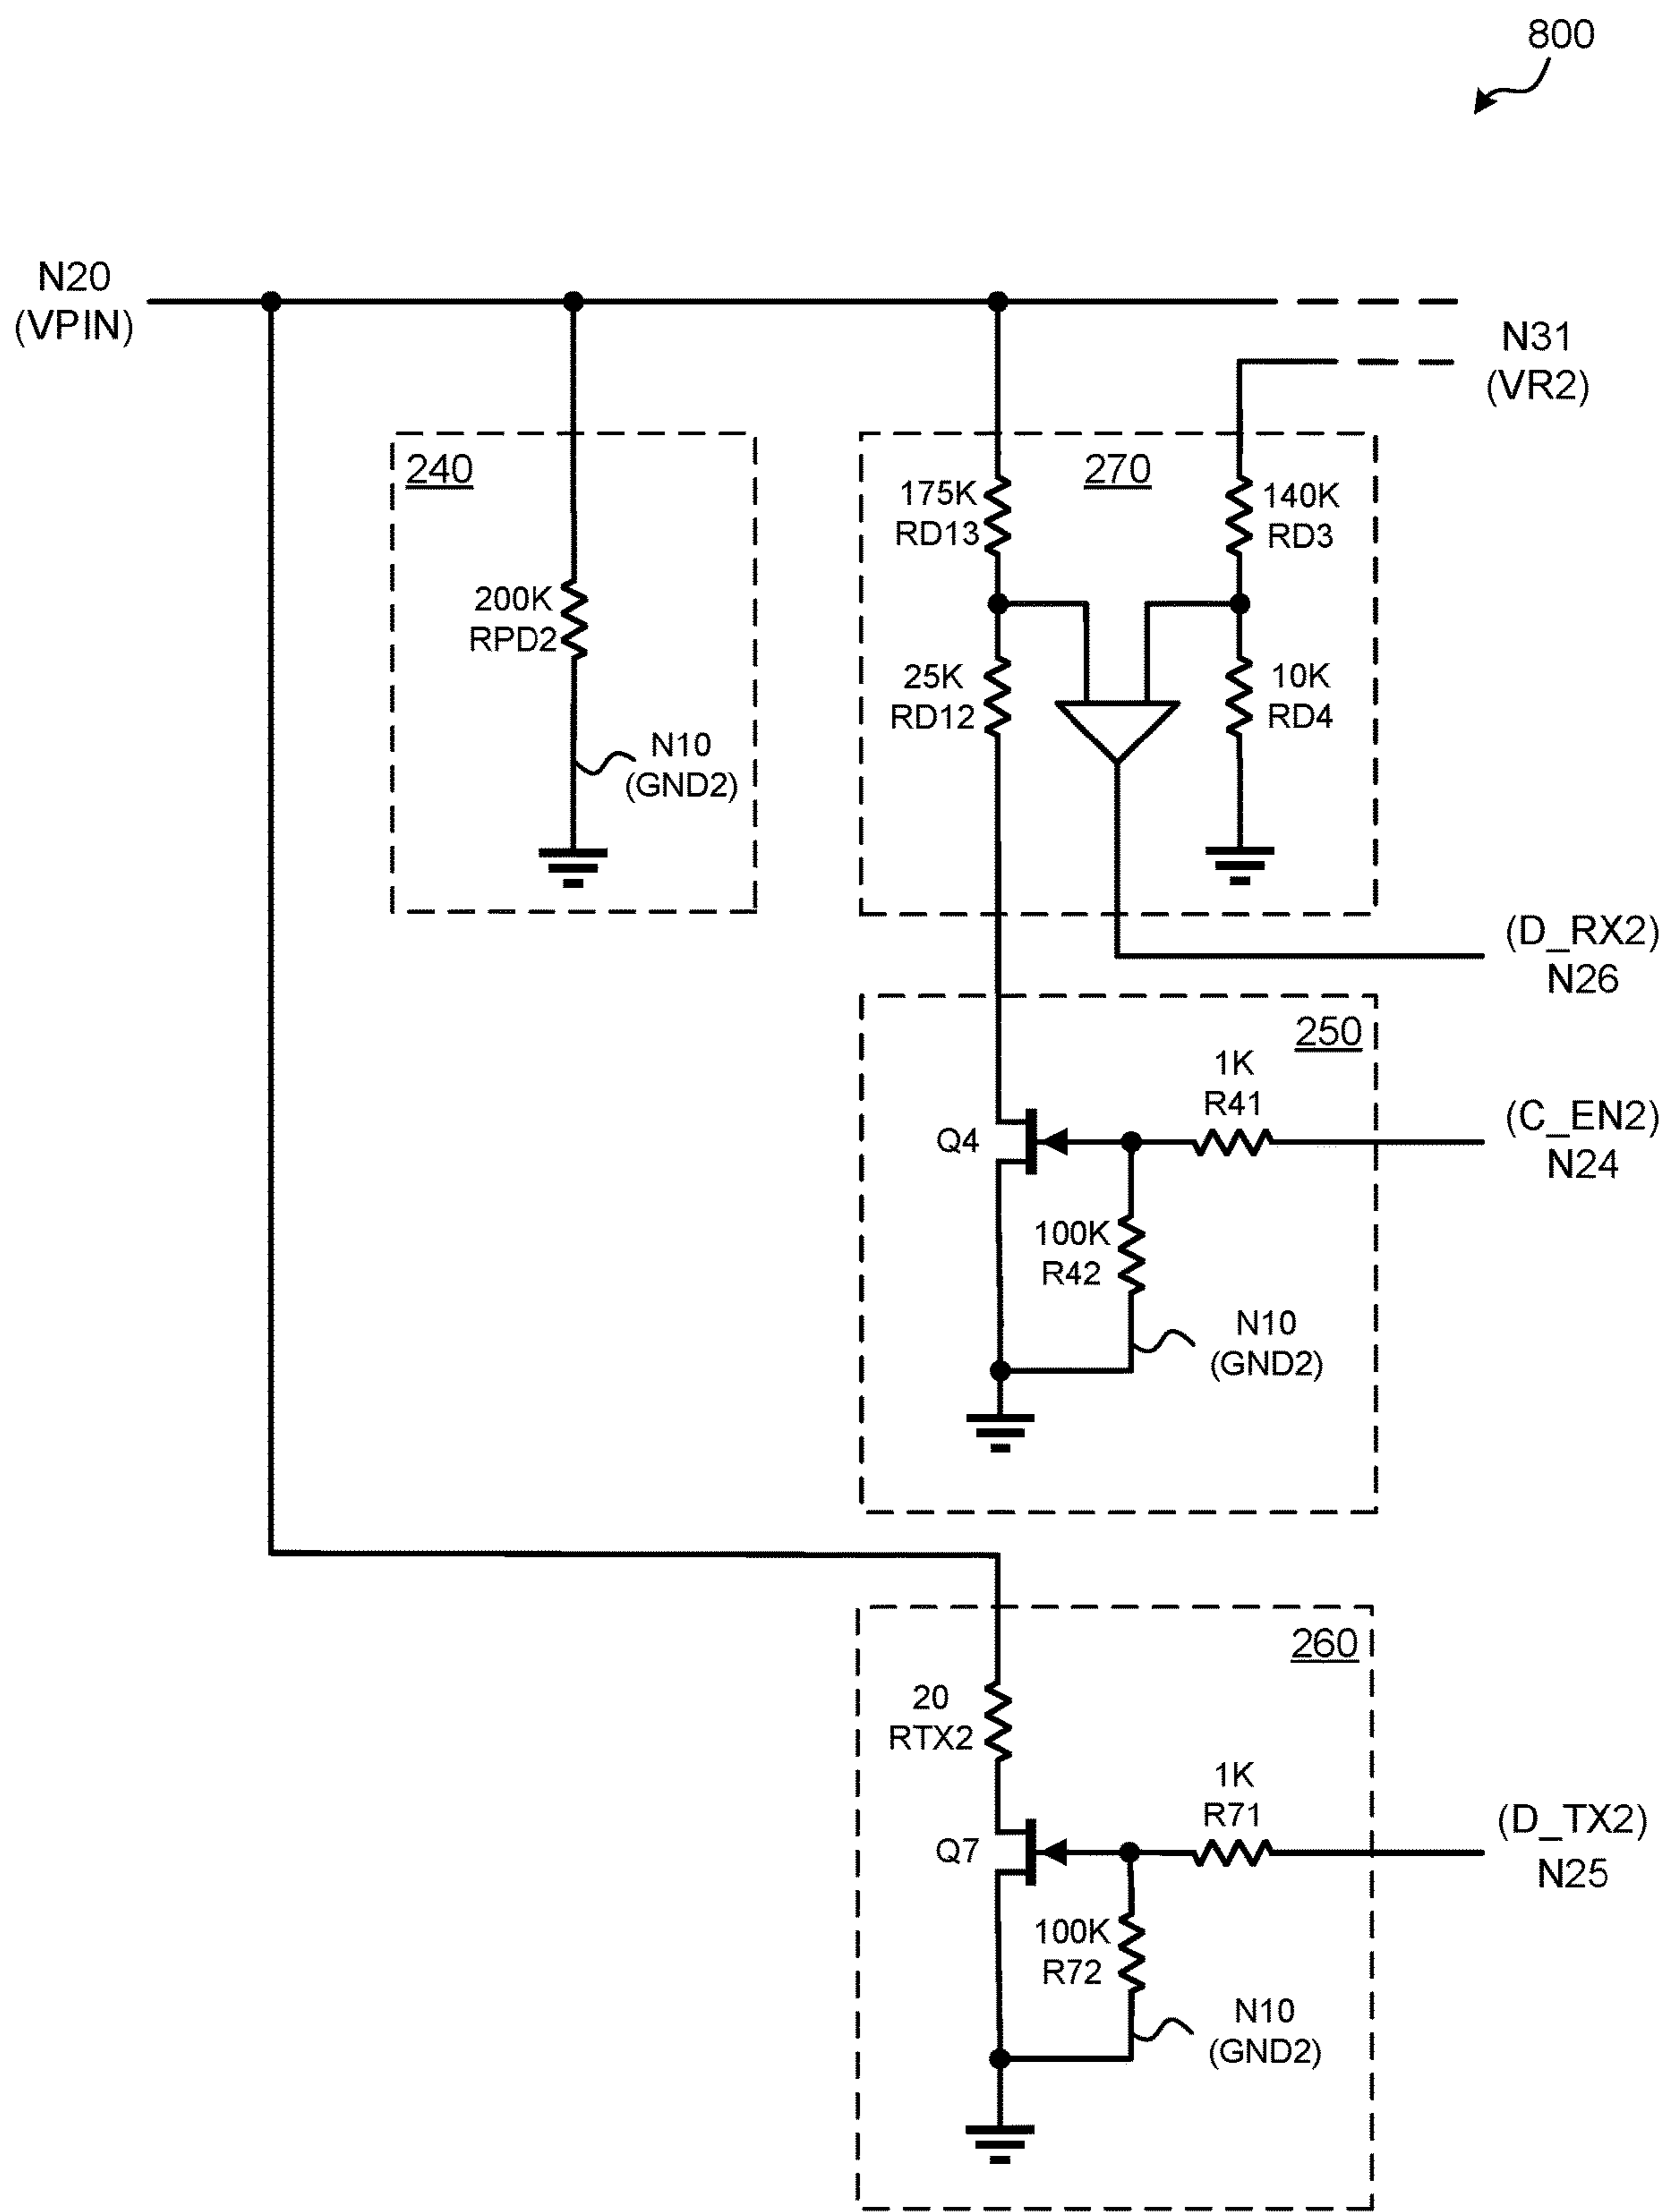 800
N20
(VPIN)
N31
(VR2)
240
270
175K
RD13
140K
RD3
200K
RPD2
25K
RD12
10K
RD4
N10
(GND2)
(D_RX2)
N26
250
1K
R41
(C_EN2)
N24
Q4
100K
R42
N10
(GND2)
260
20
RTX2
1K
R71
(D_TX2)
N25
Q7
100K
R72
N10
(GND2)